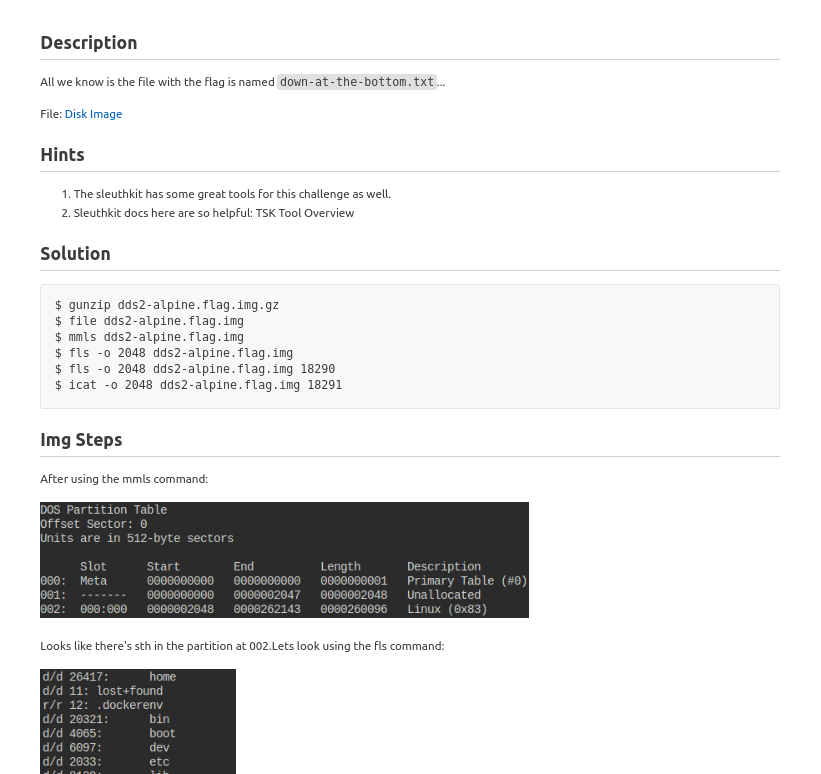 Description
All we know is the file with the flag is named down-at-the-bottom.txt...
File: Disk Image
Hints
1. The sleuthkit has some great tools for this challenge as well.
2. Sleuthkit docs here are so helpful: TSK Tool Overview
Solution
$ gunzip dds2-alpine.flag.img.gz
$ file dds2-alpine.flag.img
$ mmls dds2-alpine.flag.img
$ fls -o 2048 dds2-alpine.flag.img
$ fls -o 2048 dds2-alpine.flag.img 18290
$ icat -o 2048 dds2-alpine.flag.img 18291
Img Steps
After using the mmls command:
DOS Partition Table
Offset Sector: 0
Units are in 512-byte sectors
Slot Start End Length Description
000: Meta 0000000000 0000000000 0000000001 Primary Table (#0)
001: ------- 0000000000 0000002047 0000002048 Unallocated
002: 000:000 0000002048 0000262143 0000260096 Linux (0x83)
Looks like there's sth in the partition at 002.Lets look using the fls command:
d/d 26417: home
d/d 11: lost+found
r/r 12: .dockerenv
d/d 20321: bin
d/d 4065: boot
d/d 6097: dev
d/d 2033: etc